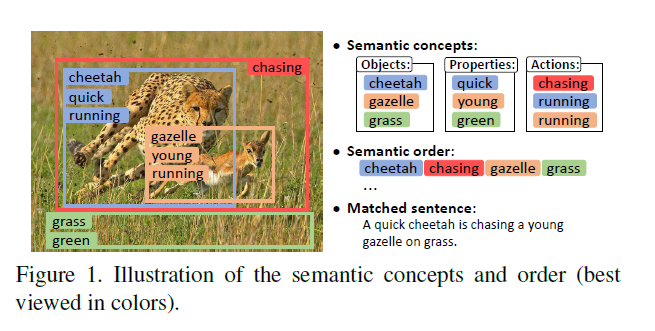 chasing
cheetah
quick
running
gazelle
young
running
grass
green
• Semantic concepts:
Objects: Properties: Actions:
cheetah quick chasing
gazelle young running
grass green running
• Semantic order:
cheetah chasing gazelle grass
...
• Matched sentence:
A quick cheetah is chasing a young
gazelle on grass.
Figure 1. Illustration of the semantic concepts and order (best
viewed in colors).